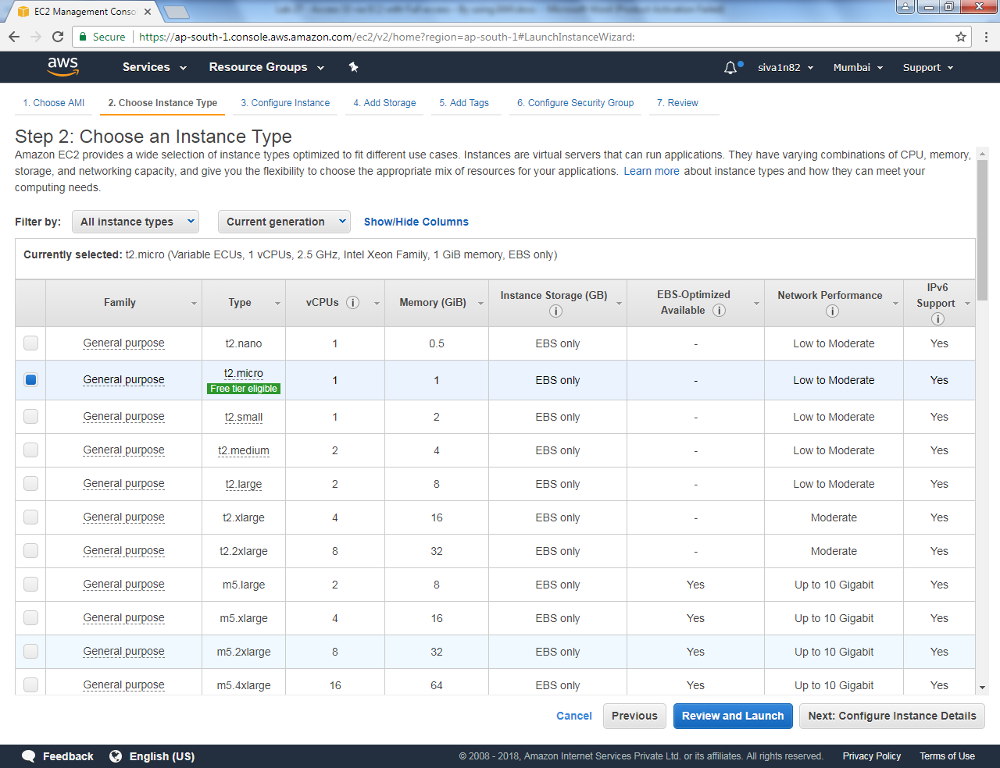 EC2 Management Conso
Secure
https://ap-south-1.console.aws.amazon.com/ec2/v2/home?region=ap-south-1#LaunchInstanceWizard:
aws
Services
Resource Groups
siva1n82
Mumbai
Support
1. Choose AMI
2. Choose Instance Type
3. Configure Instance
4. Add Storage
5. Add Tags
6. Configure Security Group
7. Review
Step 2: Choose an Instance Type
Amazon EC2 provides a wide selection of instance types optimized to fit different use cases. Instances are virtual servers that can run applications. They have varying combinations of CPU, memory,
storage, and networking capacity, and give you the flexibility to choose the appropriate mix of resources for your applications. Learn more about instance types and how they can meet your
computing needs.
Filter by: All instance types Current generation Show/Hide Columns
Currently selected: t2.micro (Variable ECUs, 1 vCPUs, 2.5 GHz, Intel Xeon Family, 1 GiB memory, EBS only)
Family Type vCPUs Memory (GiB) Instance Storage (GB) EBS-Optimized Available Network Performance IPv6 Support
General purpose t2.nano 1 0.5 EBS only - Low to Moderate Yes
General purpose t2.micro Free tier eligible 1 1 EBS only - Low to Moderate Yes
General purpose t2.small 1 2 EBS only - Low to Moderate Yes
General purpose t2.medium 2 4 EBS only - Low to Moderate Yes
General purpose t2.large 2 8 EBS only - Low to Moderate Yes
General purpose t2.xlarge 4 16 EBS only - Moderate Yes
General purpose t2.2xlarge 8 32 EBS only - Moderate Yes
General purpose m5.large 2 8 EBS only Yes Up to 10 Gigabit Yes
General purpose m5.xlarge 4 16 EBS only Yes Up to 10 Gigabit Yes
General purpose m5.2xlarge 8 32 EBS only Yes Up to 10 Gigabit Yes
General purpose m5.4xlarge 16 64 EBS only Yes Up to 10 Gigabit Yes
Cancel Previous Review and Launch Next: Configure Instance Details
Feedback English (US) © 2008 - 2018, Amazon Internet Services Private Ltd. or its affiliates. All rights reserved. Privacy Policy Terms of Use